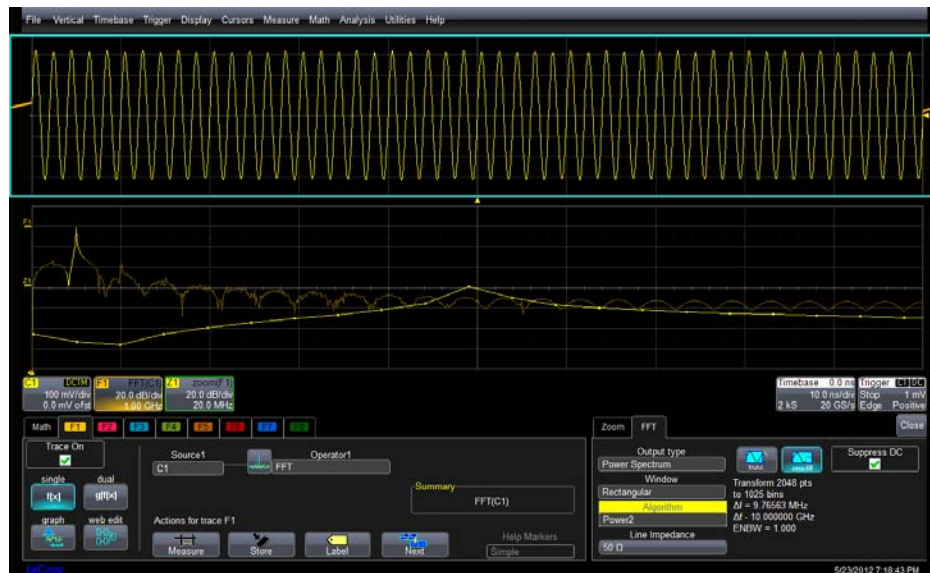 File Vertical Timebase Trigger Display Cursors Measure Math Analysis Utilities Help
F1
Z1
C1 DC1M F1 FFT(C1) Z1 zoom(F1)
100 mV/div 20.0 dB/div 20.0 dB/div
0.0 mV ofst 1.00 GHz 20.0 MHz
Timebase 0.0 ns Trigger C1 DC
10.0 ns/div Stop 1 mV
2 kS 20 GS/s Edge Positive
Math F1 F2 F3 F4 F5 F6 F7 F8
Zoom FFT Close
Trace On
single dual
f(x) g(f(x))
graph web edit
Source1
C1
Operator1
FFT
Summary
FFT(C1)
Actions for trace F1
Measure Store Label Next
Help Markers
Simple
Output type
Power Spectrum
Window
Rectangular
Algorithm
Power2
Line Impedance
50 Ω
trunc zero fill
Suppress DC
Transform 2048 pts
to 1025 bins
Δf = 9.76563 MHz
Δf - 10.000000 GHz
ENBW = 1.000
LeCroy
5/23/2012 7:18:43 PM